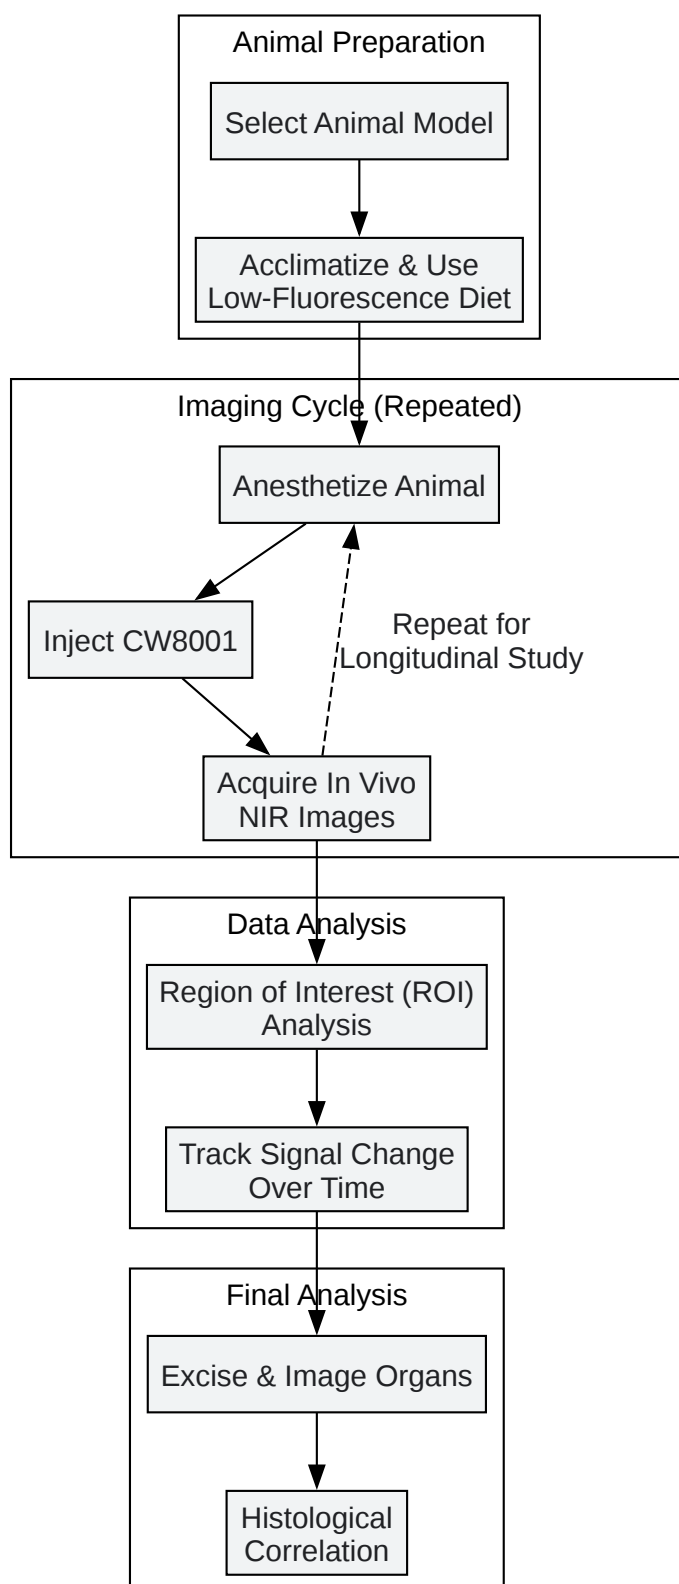 Animal Preparation
Select Animal Model
Acclimatize & Use
Low-Fluorescence Diet
Imaging Cycle (Repeated)
Anesthetize Animal
Inject CW8001
Repeat for
Longitudinal Study
Acquire In Vivo
NIR Images
Data Analysis
Region of Interest (ROI)
Analysis
Track Signal Change
Over Time
Final Analysis
Excise & Image Organs
Histological
Correlation